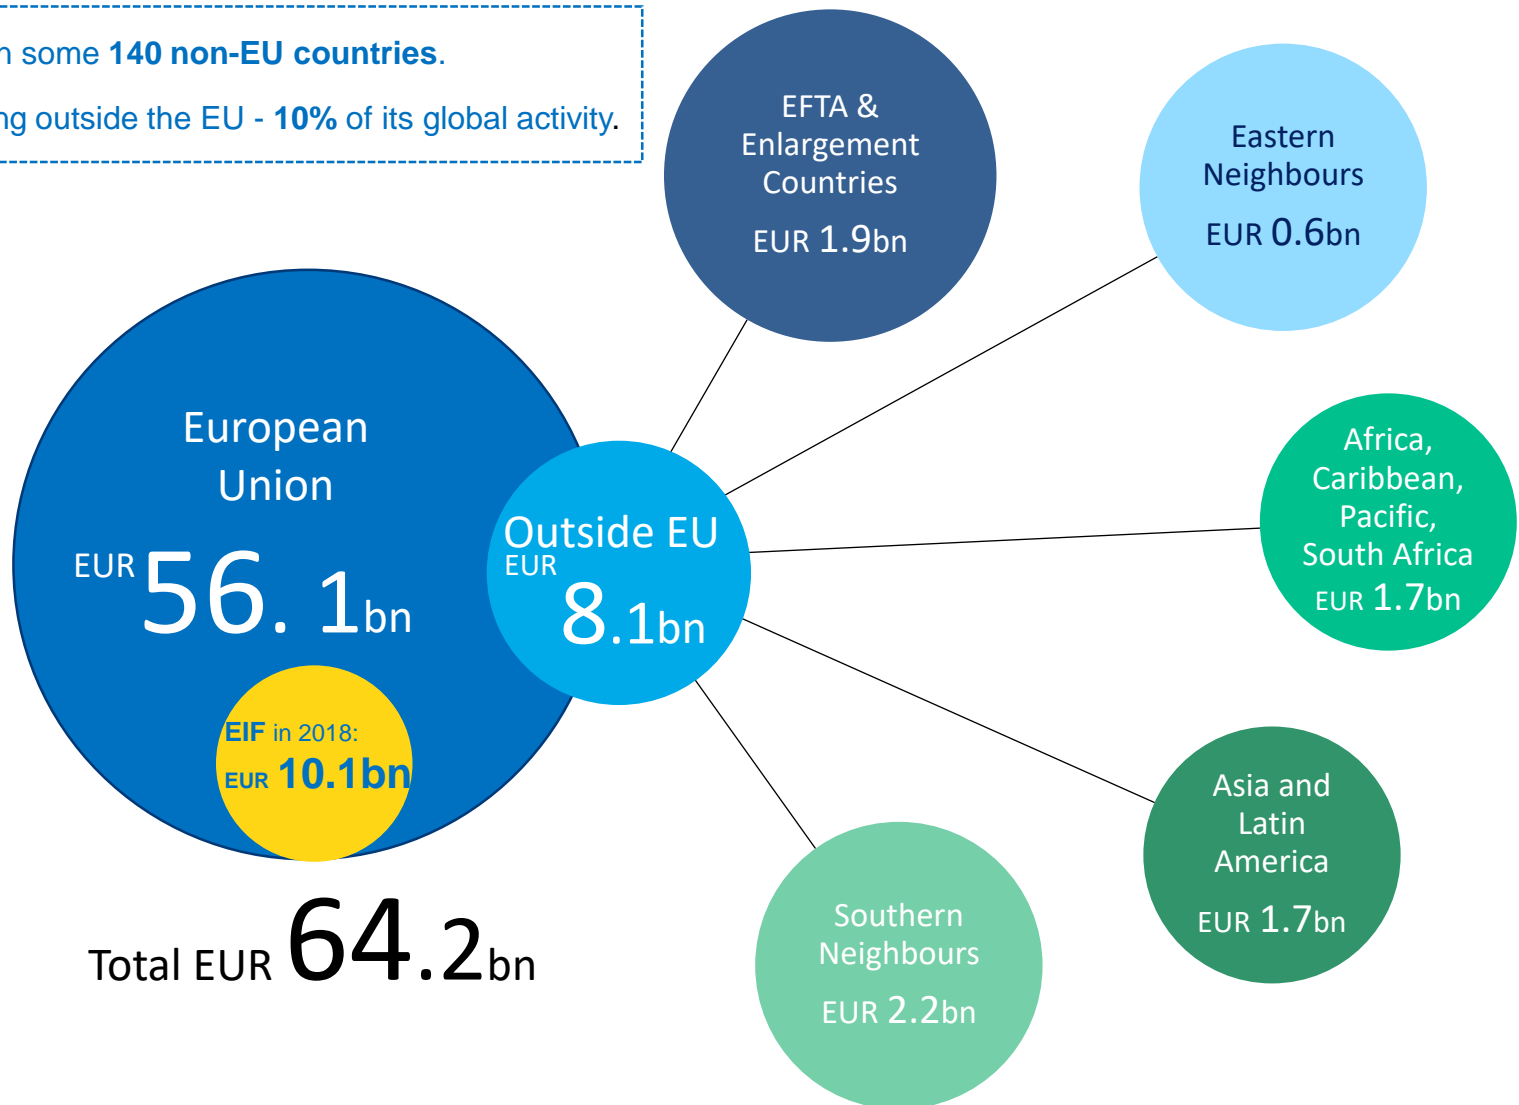 some 140 non-EU countries.
outside the EU - 10% of its global activity.
EFTA &
Enlargement
Countries
EUR 1.9bn
Eastern
Neighbours
EUR 0.6bn
European
Union
EUR 56. 1bn
EIF in 2018:
EUR 10.1bn
Outside EU
EUR
8.1bn
Africa,
Caribbean,
Pacific,
South Africa
EUR 1.7bn
Asia and
Latin
America
EUR 1.7bn
Southern
Neighbours
EUR 2.2bn
Total EUR 64.2bn